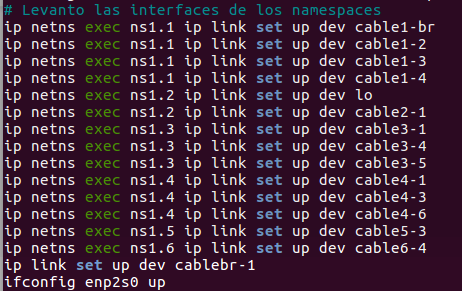 # Levanto las interfaces de los namespaces
ip netns exec ns1.1 ip link set up dev cable1-br
ip netns exec ns1.1 ip link set up dev cable1-2
ip netns exec ns1.1 ip link set up dev cable1-3
ip netns exec ns1.1 ip link set up dev cable1-4
ip netns exec ns1.2 ip link set up dev lo
ip netns exec ns1.2 ip link set up dev cable2-1
ip netns exec ns1.3 ip link set up dev cable3-1
ip netns exec ns1.3 ip link set up dev cable3-4
ip netns exec ns1.3 ip link set up dev cable3-5
ip netns exec ns1.4 ip link set up dev cable4-1
ip netns exec ns1.4 ip link set up dev cable4-3
ip netns exec ns1.4 ip link set up dev cable4-6
ip netns exec ns1.5 ip link set up dev cable5-3
ip netns exec ns1.6 ip link set up dev cable6-4
ip link set up dev cablebr-1
ifconfig enp2s0 up